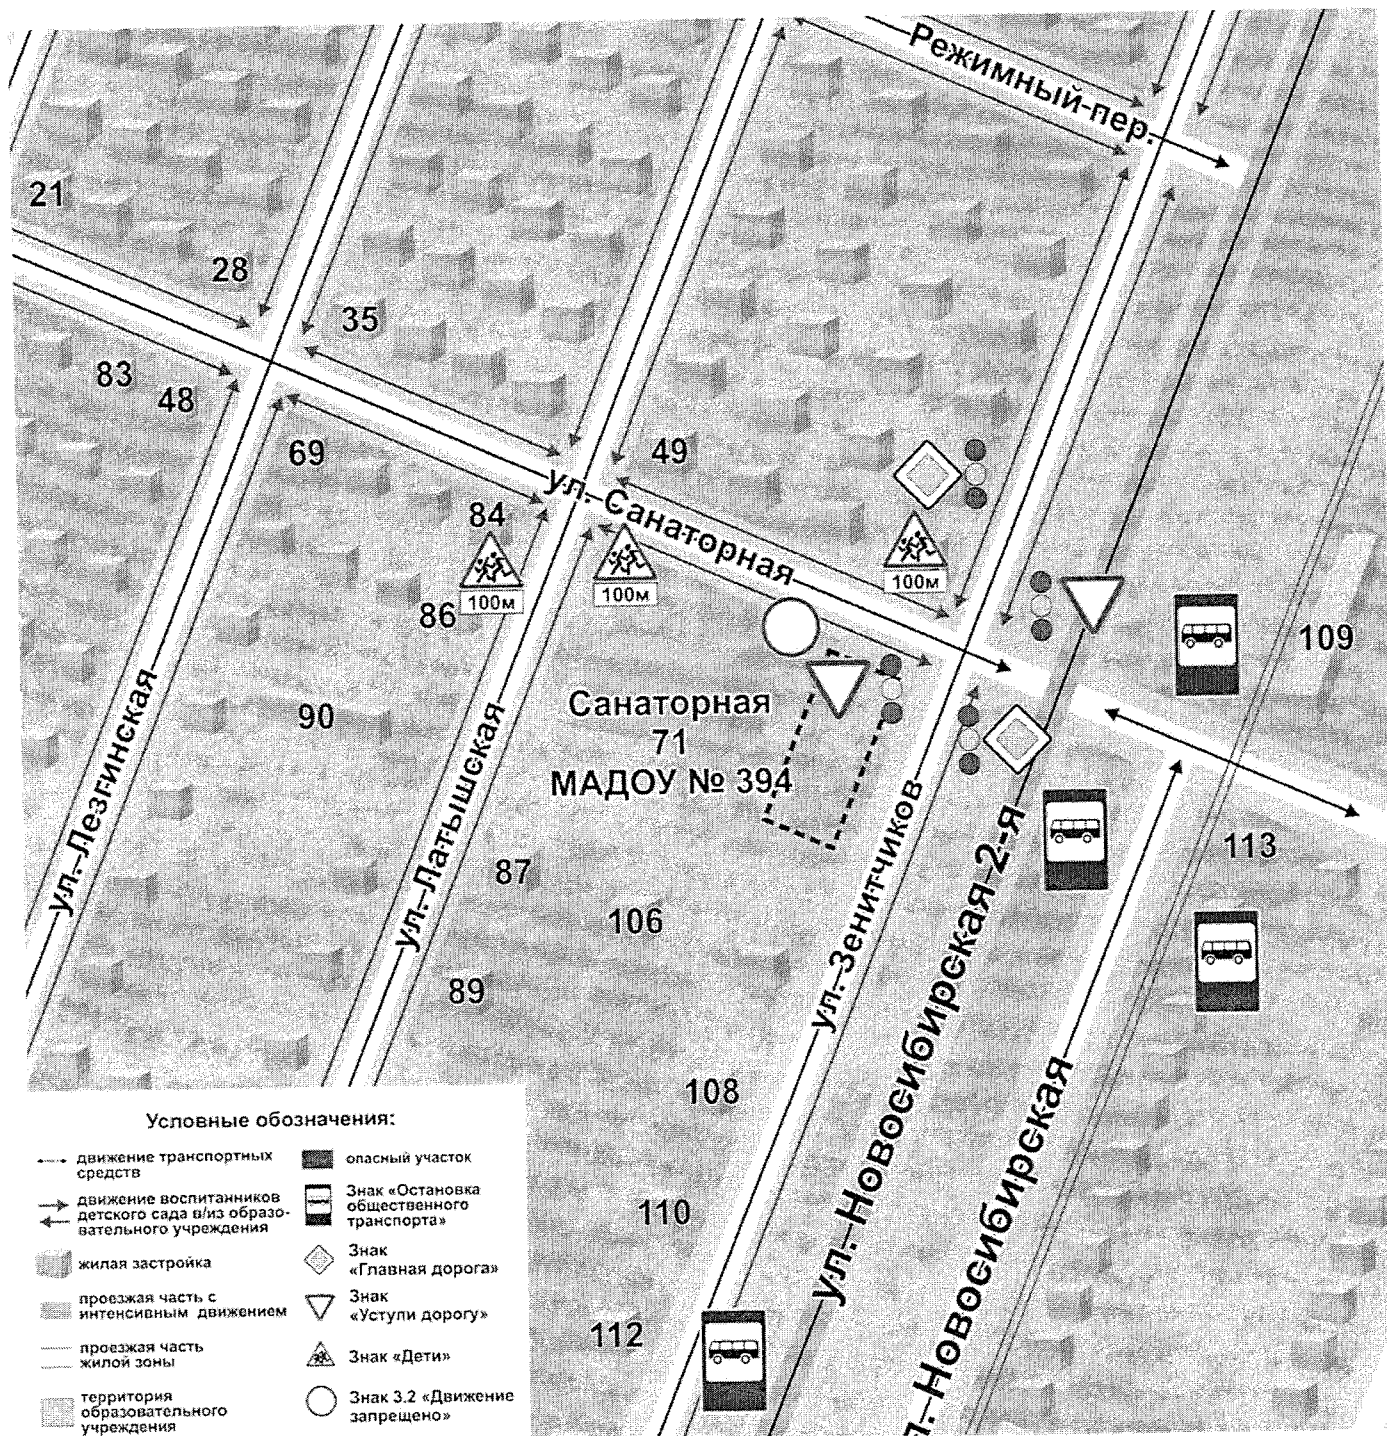 Режимный пер.
21
28
35
83
48
69
49
84
ул. Санаторная
100м
100м
100м
86
109
90
Санаторная
71
МАДОУ № 394
ул. Лезгинская
ул. Латышская
ул. Зенитчиков
ул. Новосибирская 2-я
113
87
106
89
108
ул. Новосибирская
110
112
Условные обозначения:
движение транспортных
средств
движение воспитанников
детского сада в/из образо-
вательного учреждения
жилая застройка
проезжая часть с
интенсивным движением
проезжая часть
жилой зоны
территория
образовательного
учреждения
опасный участок
Знак «Остановка
общественного
транспорта»
Знак
«Главная дорога»
Знак
«Уступи дорогу»
Знак «Дети»
Знак 3.2 «Движение
запрещено»